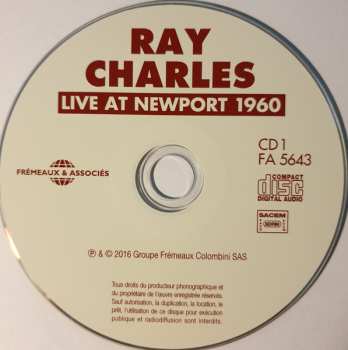 RAY
CHARLES
LIVE AT NEWPORT 1960
CD 1
FA 5643
FRÉMEAUX & ASSOCIÉS
COMPACT
disc
DIGITAL AUDIO
SACEM
℗ & © 2016 Groupe Frémeaux Colombini SAS
Tous droits du producteur phonographique et
du propriétaire de l'œuvre enregistrée réservés.
Sauf autorisation, la duplication, la location, le
prêt, l'utilisation de ce disque pour exécution
publique et radiodiffusion sont interdits.